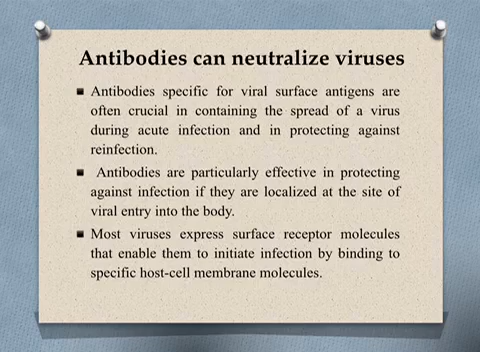 Antibodies can neutralize viruses
Antibodies specific for viral surface antigens are
often crucial in containing the spread of a virus
during acute infection and in protecting against
reinfection.
Antibodies are particularly effective in protecting
against infection if they are localized at the site of
viral entry into the body.
Most viruses express surface receptor molecules
that enable them to initiate infection by binding to
specific host-cell membrane molecules.